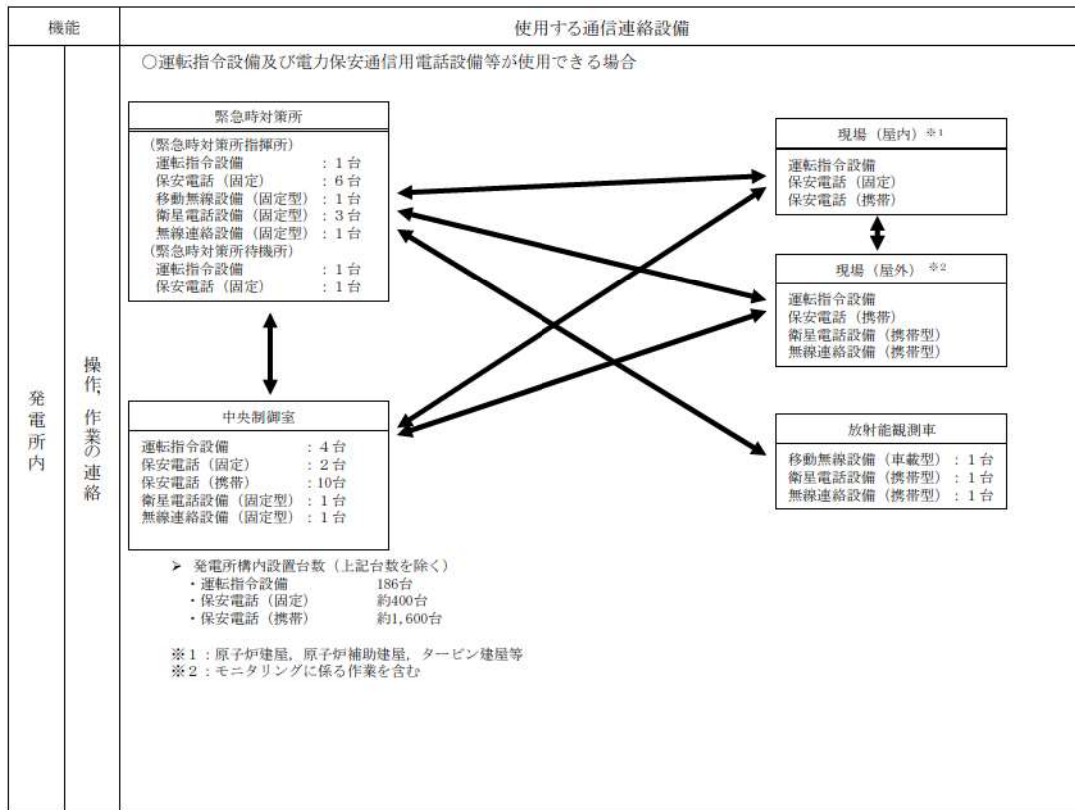 機能
使用する通信連絡設備
発電所内
操作，作業の連絡
○運転指令設備及び電力保安通信用電話設備等が使用できる場合
緊急時対策所
(緊急時対策所指揮所)
運転指令設備 : 1台
保安電話（固定） : 6台
移動無線設備（固定型）: 1台
衛星電話設備（固定型）: 3台
無線連絡設備（固定型）: 1台
(緊急時対策所待機所)
運転指令設備 : 1台
保安電話（固定） : 1台
中央制御室
運転指令設備 : 4台
保安電話（固定） : 2台
保安電話（携帯） : 10台
衛星電話設備（固定型）: 1台
無線連絡設備（固定型）: 1台
現場（屋内）※1
運転指令設備
保安電話（固定）
保安電話（携帯）
現場（屋外）※2
運転指令設備
保安電話（携帯）
衛星電話設備（携帯型）
無線連絡設備（携帯型）
放射能観測車
移動無線設備（車載型）: 1台
衛星電話設備（携帯型）: 1台
無線連絡設備（携帯型）: 1台
➤ 発電所構内設置台数（上記台数を除く）
・運転指令設備 186台
・保安電話（固定） 約400台
・保安電話（携帯） 約1,600台
※1：原子炉建屋，原子炉補助建屋，タービン建屋等
※2：モニタリングに係る作業を含む